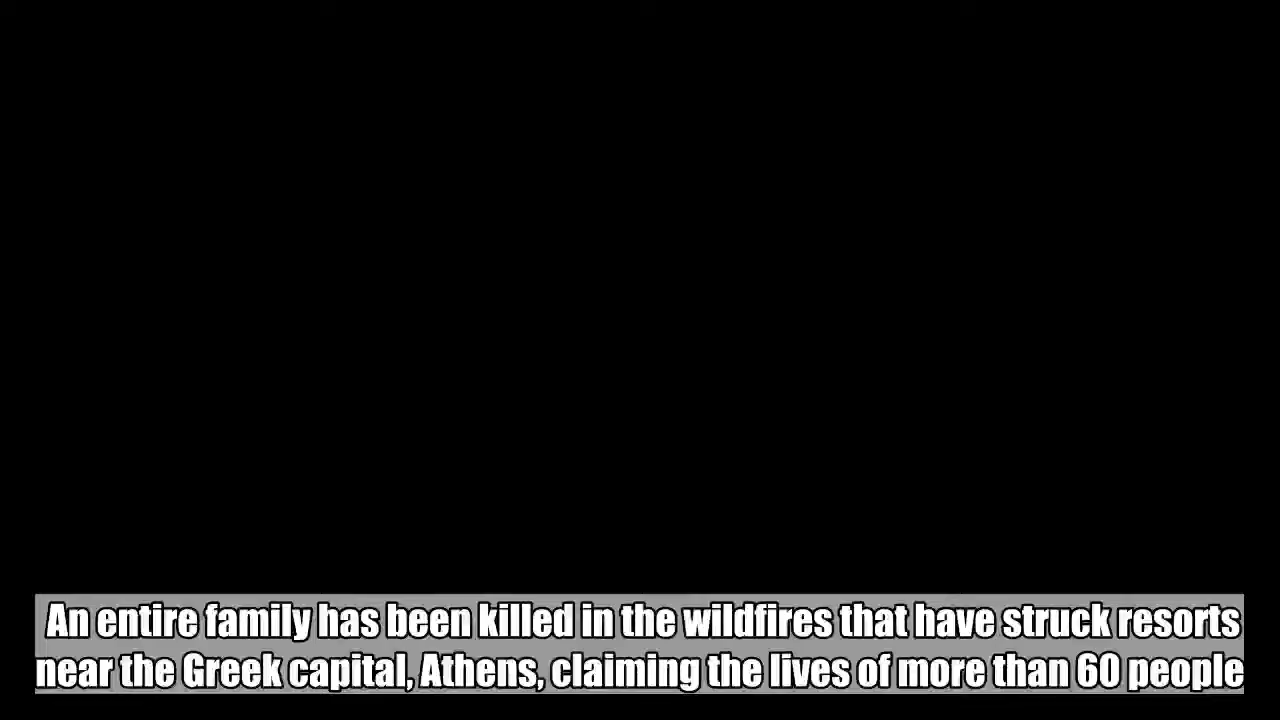 An entire family has been killed in the wildfires that have struck resorts
near the Greek capital, Athens, claiming the lives of more than 60 people